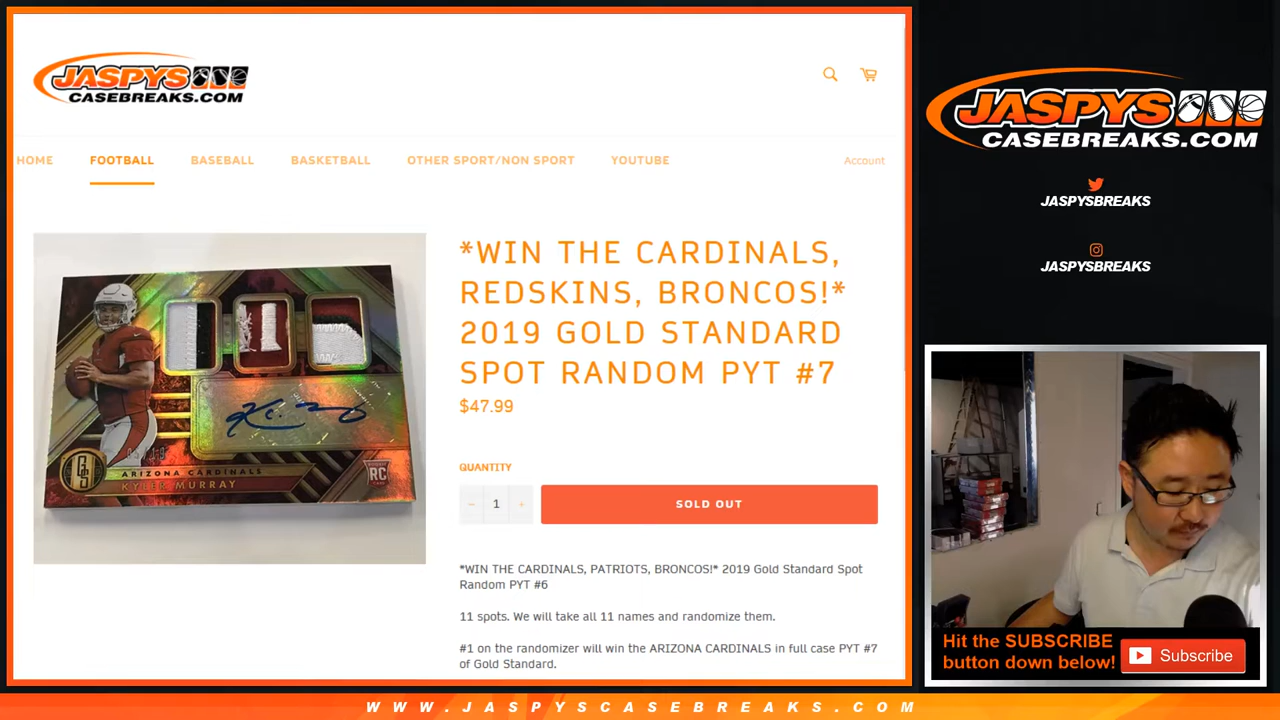 JASPYS
CASEBREAKS.COM
HOME
FOOTBALL
BASEBALL
BASKETBALL
OTHER SPORT/NON SPORT
YOUTUBE
Account
*WIN THE CARDINALS,
REDSKINS, BRONCOS!*
2019 GOLD STANDARD
SPOT RANDOM PYT #7
$47.99
QUANTITY
− 1 +
SOLD OUT
*WIN THE CARDINALS, PATRIOTS, BRONCOS!* 2019 Gold Standard Spot
Random PYT #6
11 spots. We will take all 11 names and randomize them.
#1 on the randomizer will win the ARIZONA CARDINALS in full case PYT #7
of Gold Standard.
GS
ARIZONA CARDINALS
KYLER MURRAY
RC
JASPYS
CASEBREAKS.COM
JASPYSBREAKS
JASPYSBREAKS
Hit the SUBSCRIBE
button down below!
Subscribe
WWW.JASPYSCASEBREAKS.COM